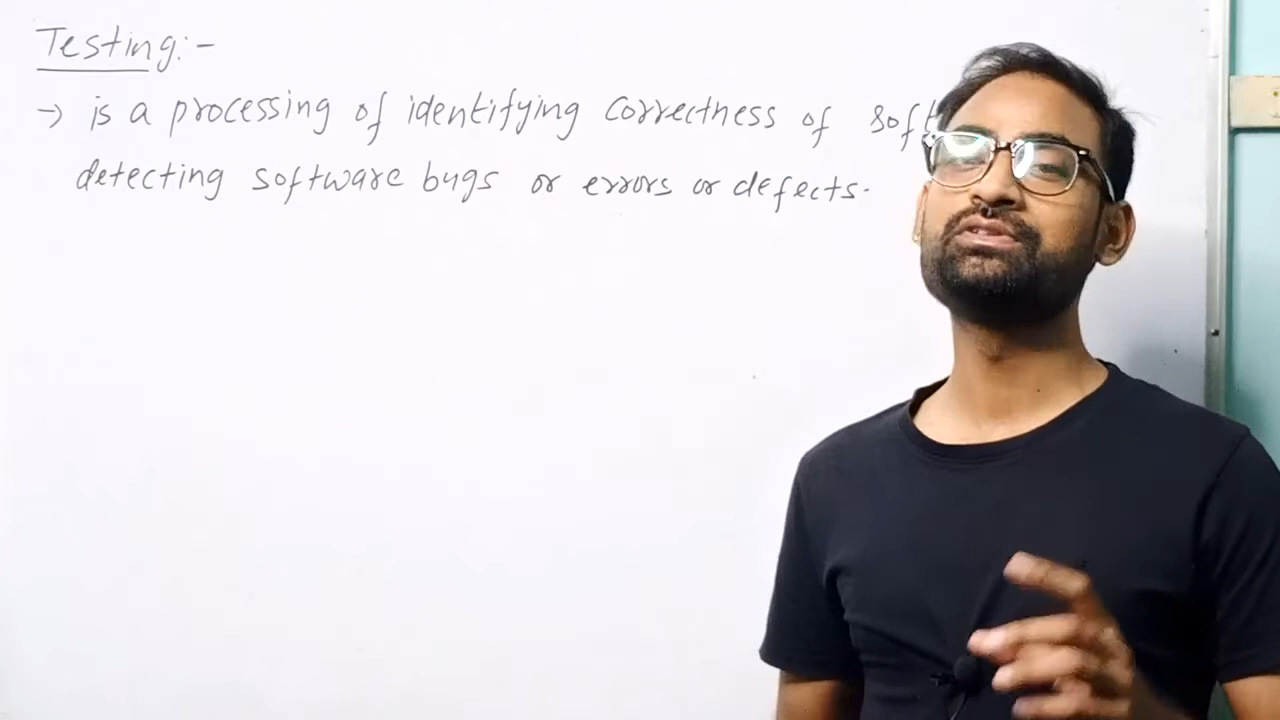 Testing:-
→ is a processing of identifying correctness of
detecting software bugs or errors or defects.